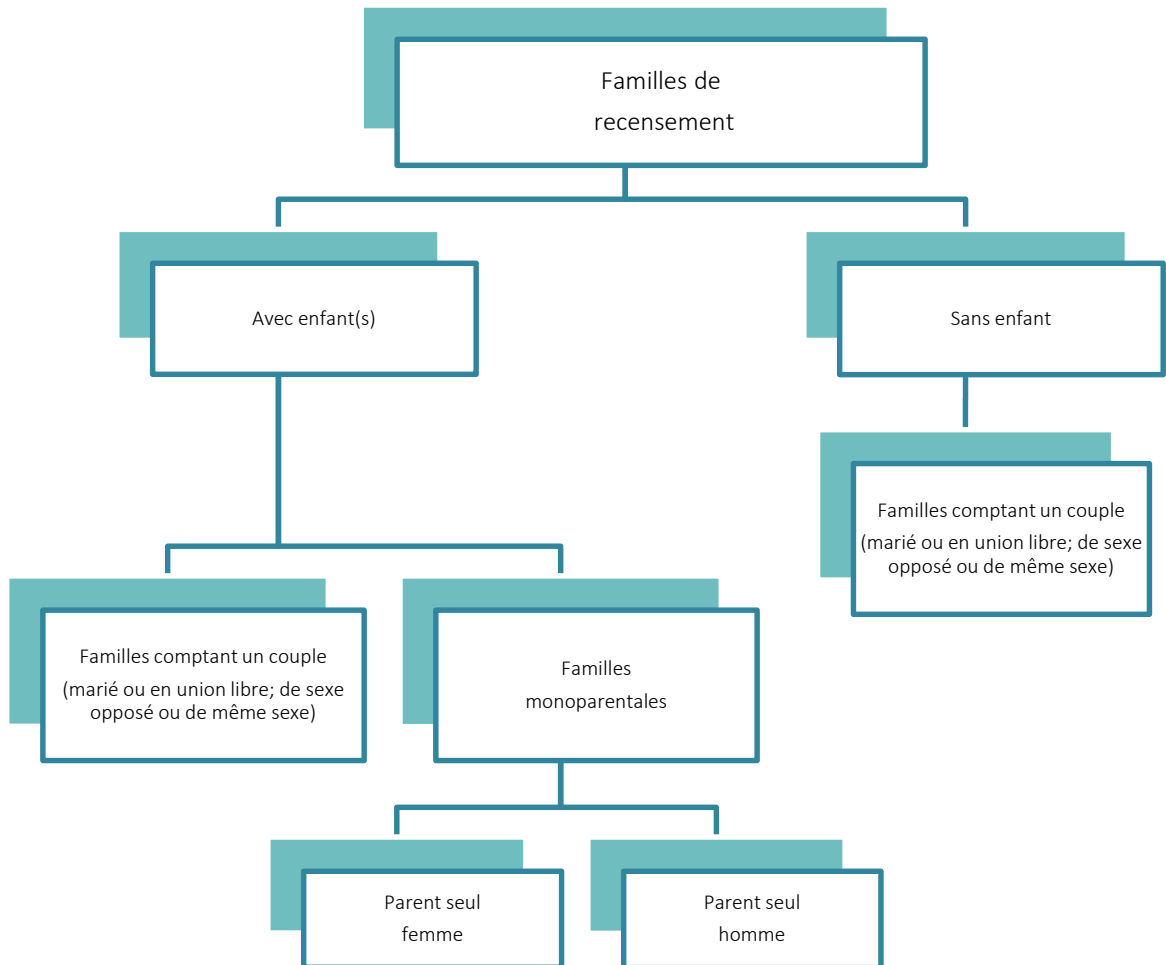 Familles de
recensement
Avec enfant(s)
Sans enfant
Familles comptant un couple
(marié ou en union libre; de sexe
opposé ou de même sexe)
Familles comptant un couple
(marié ou en union libre; de sexe
opposé ou de même sexe)
Familles
monoparentales
Parent seul
femme
Parent seul
homme